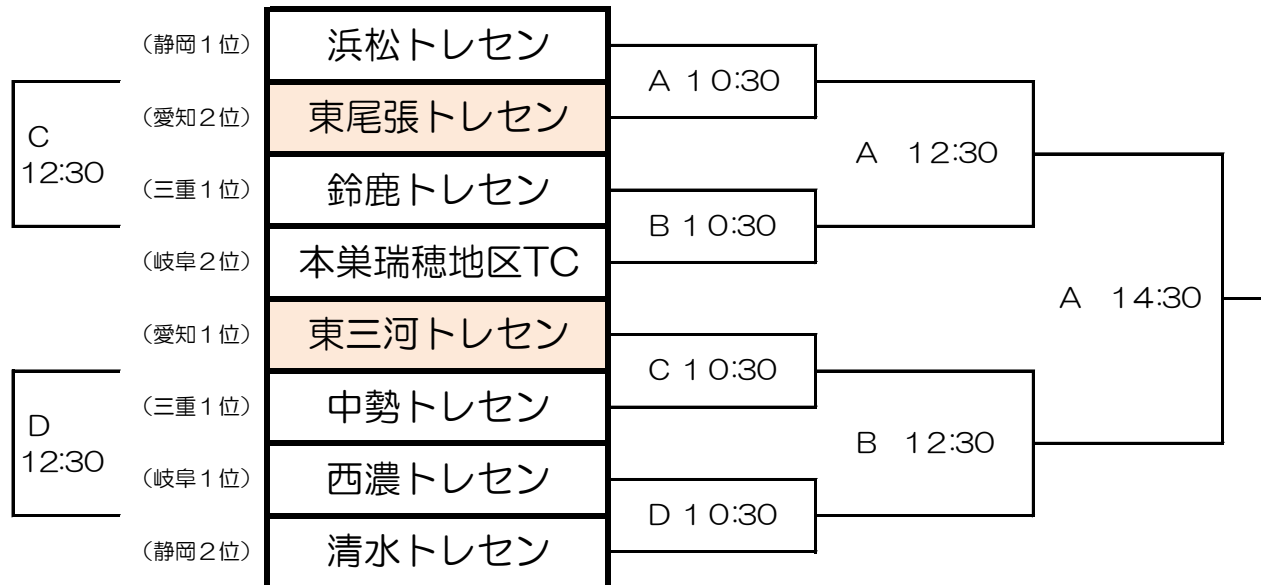 （静岡１位）
浜松トレセン
A １０:30
（愛知２位）
東尾張トレセン
C
12:30
A　12:30
（三重１位）
鈴鹿トレセン
B １０:30
（岐阜２位）
本巣瑞穂地区TC
A　14:30
（愛知１位）
東三河トレセン
C １０:30
（三重１位）
中勢トレセン
D
12:30
B　12:30
（岐阜１位）
西濃トレセン
D １０:30
（静岡２位）
清水トレセン